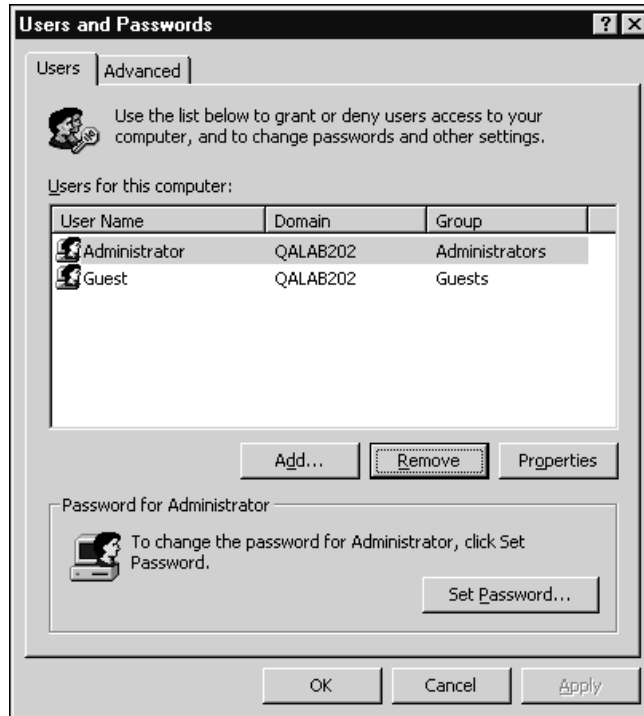 Users and Passwords
Users
Advanced
Use the list below to grant or deny users access to your
computer, and to change passwords and other settings.
Users for this computer:
User Name Domain Group
Administrator QALAB202 Administrators
Guest QALAB202 Guests
Add... Remove Properties
Password for Administrator
To change the password for Administrator, click Set
Password.
Set Password...
OK Cancel Apply